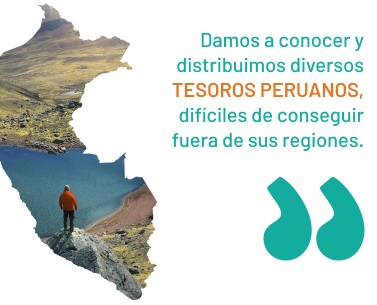 Damos a conocer y
distribuimos diversos
TESOROS PERUANOS,
difíciles de conseguir
fuera de sus regiones.